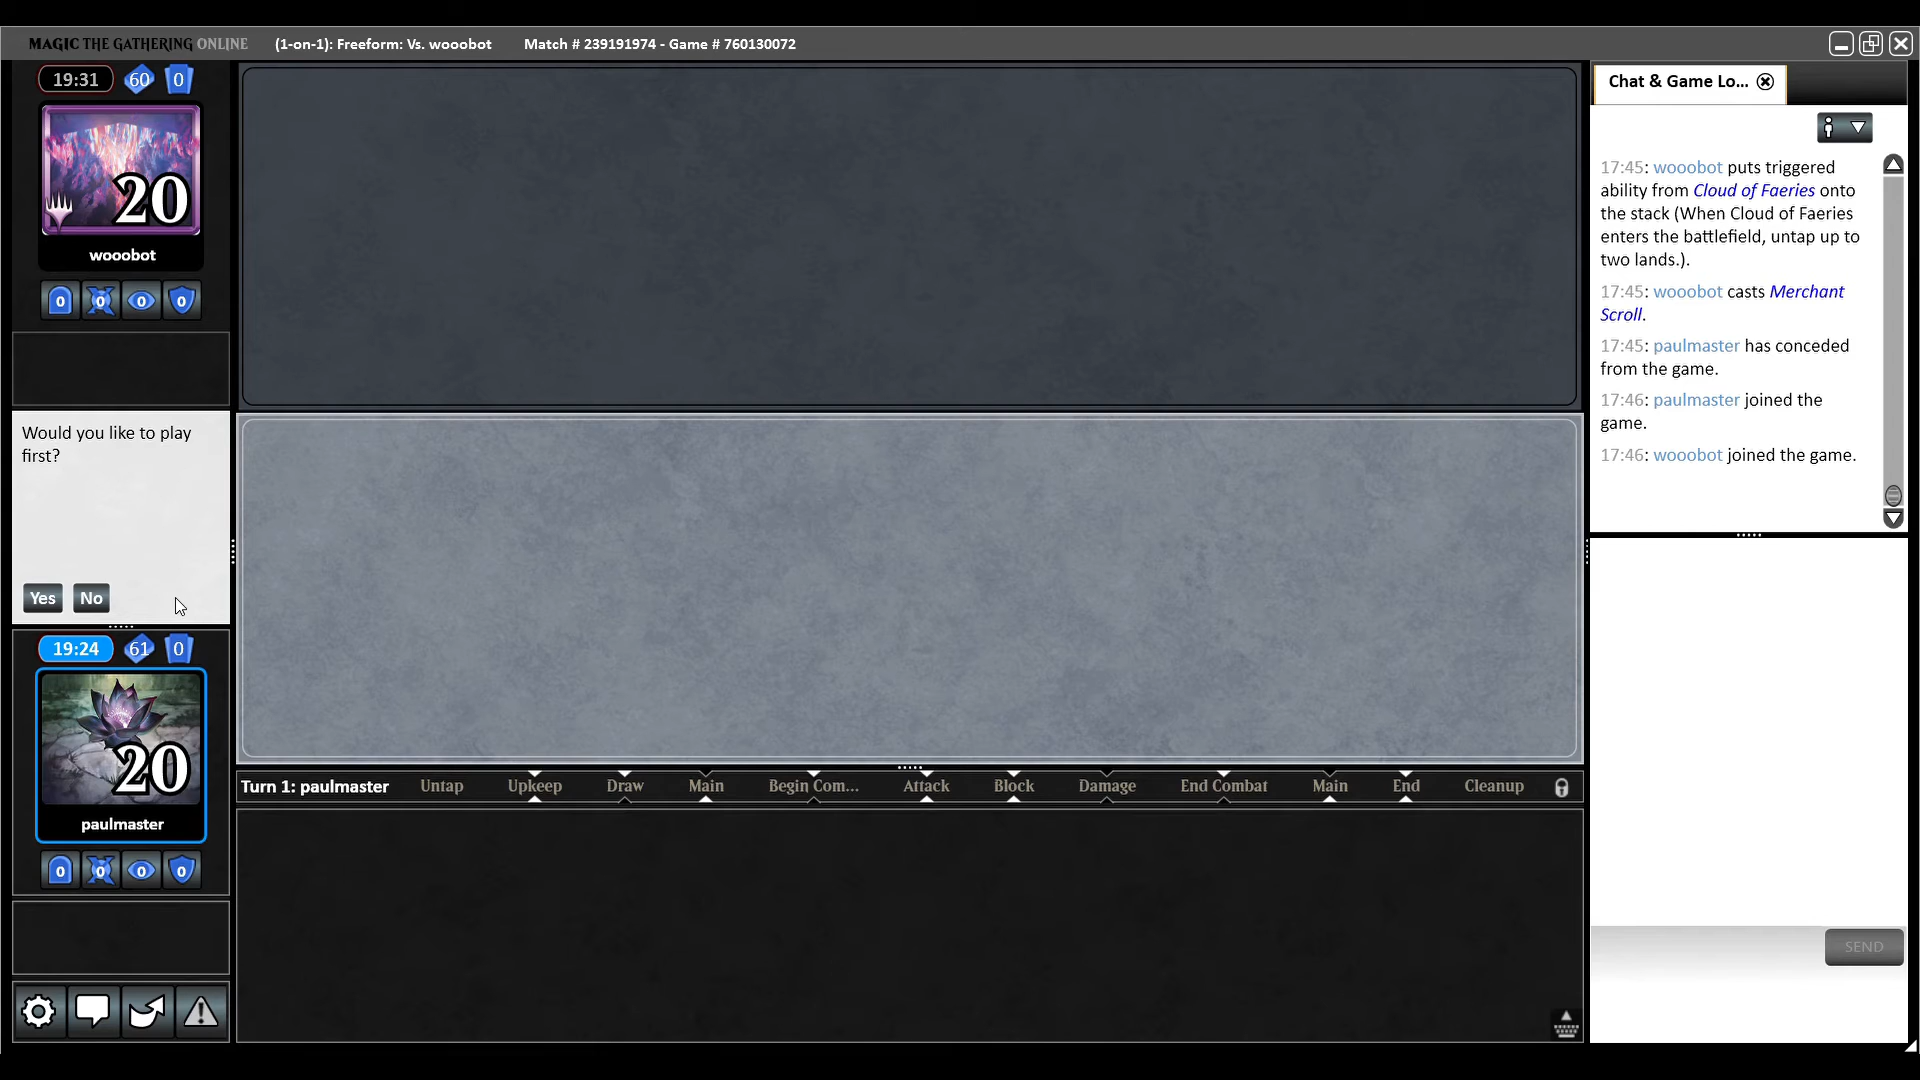 MAGIC THE GATHERING ONLINE
(1-on-1): Freeform: Vs. wooobot
Match # 239191974 - Game # 760130072
19:31
60
0
20
wooobot
0
0
0
0
Would you like to play
first?
Yes
No
19:24
61
0
20
paulmaster
0
0
0
0
Turn 1: paulmaster
Untap
Upkeep
Draw
Main
Begin Com...
Attack
Block
Damage
End Combat
Main
End
Cleanup
Chat & Game Lo...
17:45: wooobot puts triggered
ability from Cloud of Faeries onto
the stack (When Cloud of Faeries
enters the battlefield, untap up to
two lands.).
17:45: wooobot casts Merchant
Scroll.
17:45: paulmaster has conceded
from the game.
17:46: paulmaster joined the
game.
17:46: wooobot joined the game.
SEND